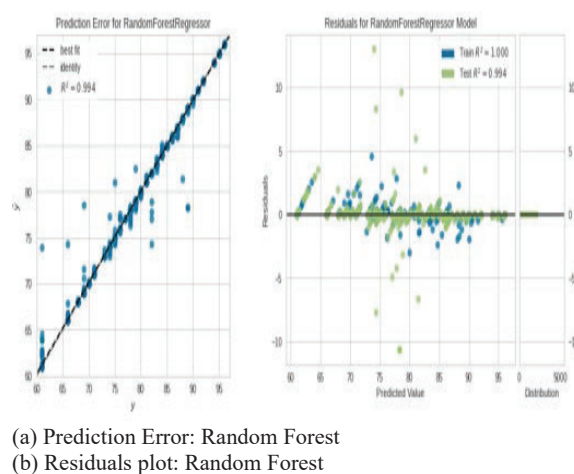 Prediction Error for RandomForestRegressor
best fit
identity
R² = 0.994
95
90
85
80
75
70
65
60
ŷ
60 65 70 75 80 85 90 95
y
Residuals for RandomForestRegressor Model
Train R² = 1.000
Test R² = 0.994
10
5
0
−5
−10
Residuals
60 65 70 75 80 85 90 95
Predicted Value
0 5000
Distribution
(a) Prediction Error: Random Forest
(b) Residuals plot: Random Forest